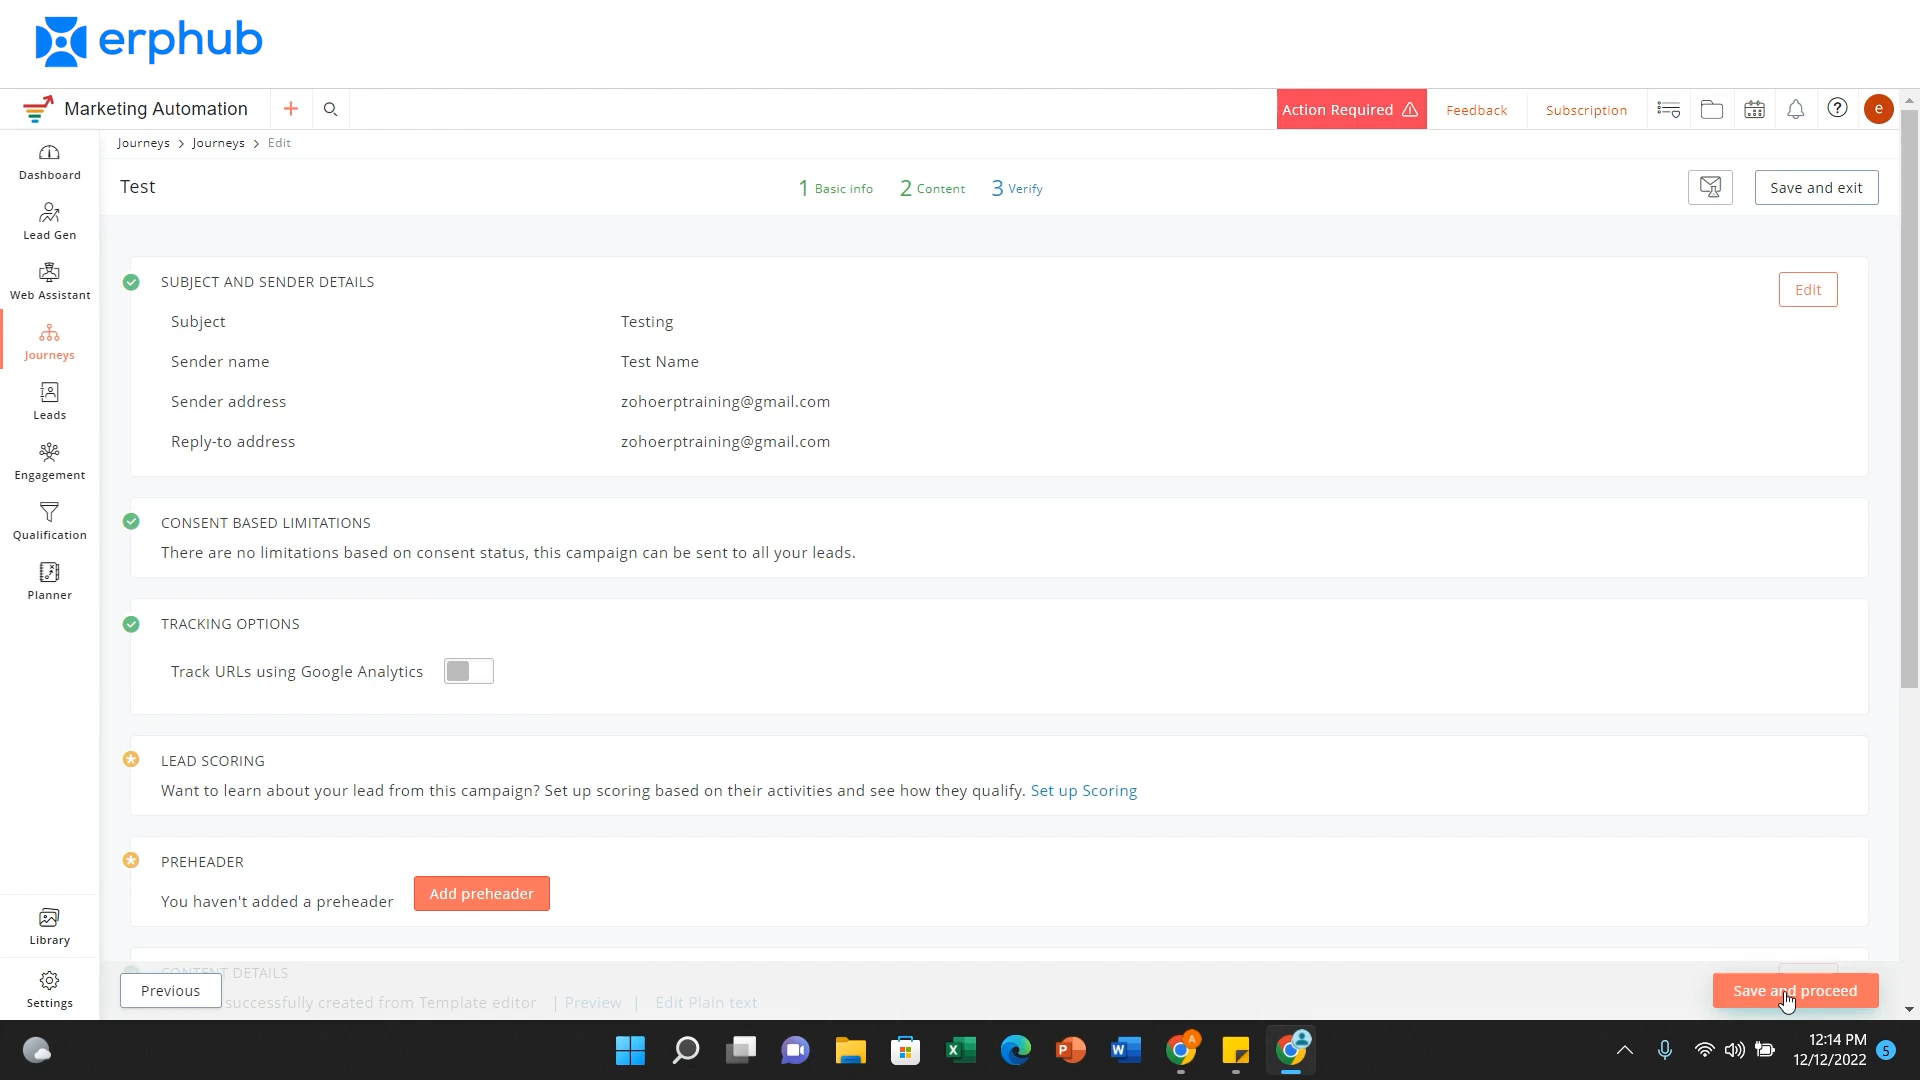 erphub
Marketing Automation
Action Required
Feedback
Subscription
e
Journeys > Journeys > Edit
Dashboard
Lead Gen
Web Assistant
Journeys
Leads
Engagement
Qualification
Planner
Library
Settings
Test
1 Basic info
2 Content
3 Verify
Save and exit
SUBJECT AND SENDER DETAILS
Edit
Subject Testing
Sender name Test Name
Sender address zohoerptraining@gmail.com
Reply-to address zohoerptraining@gmail.com
CONSENT BASED LIMITATIONS
There are no limitations based on consent status, this campaign can be sent to all your leads.
TRACKING OPTIONS
Track URLs using Google Analytics
LEAD SCORING
Want to learn about your lead from this campaign? Set up scoring based on their activities and see how they qualify. Set up Scoring
PREHEADER
You haven't added a preheader Add preheader
CONTENT DETAILS
successfully created from Template editor | Preview | Edit Plain text
Previous
Save and proceed
12:14 PM
12/12/2022
5